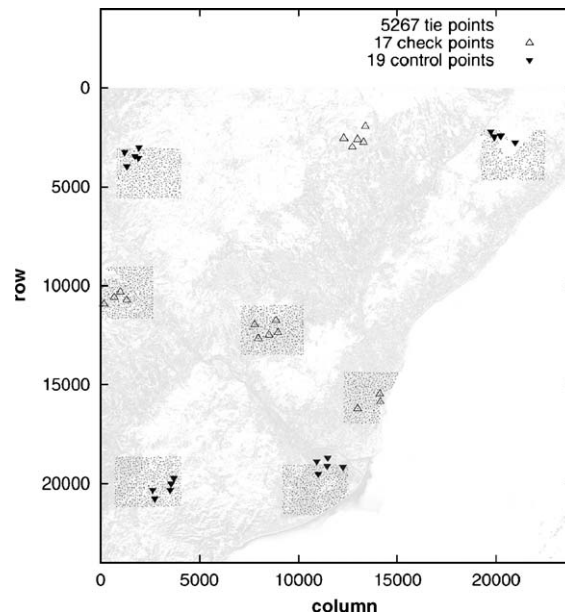 5267 tie points
17 check points
19 control points
0
5000
10000
15000
20000
row
0 5000 10000 15000 20000
column